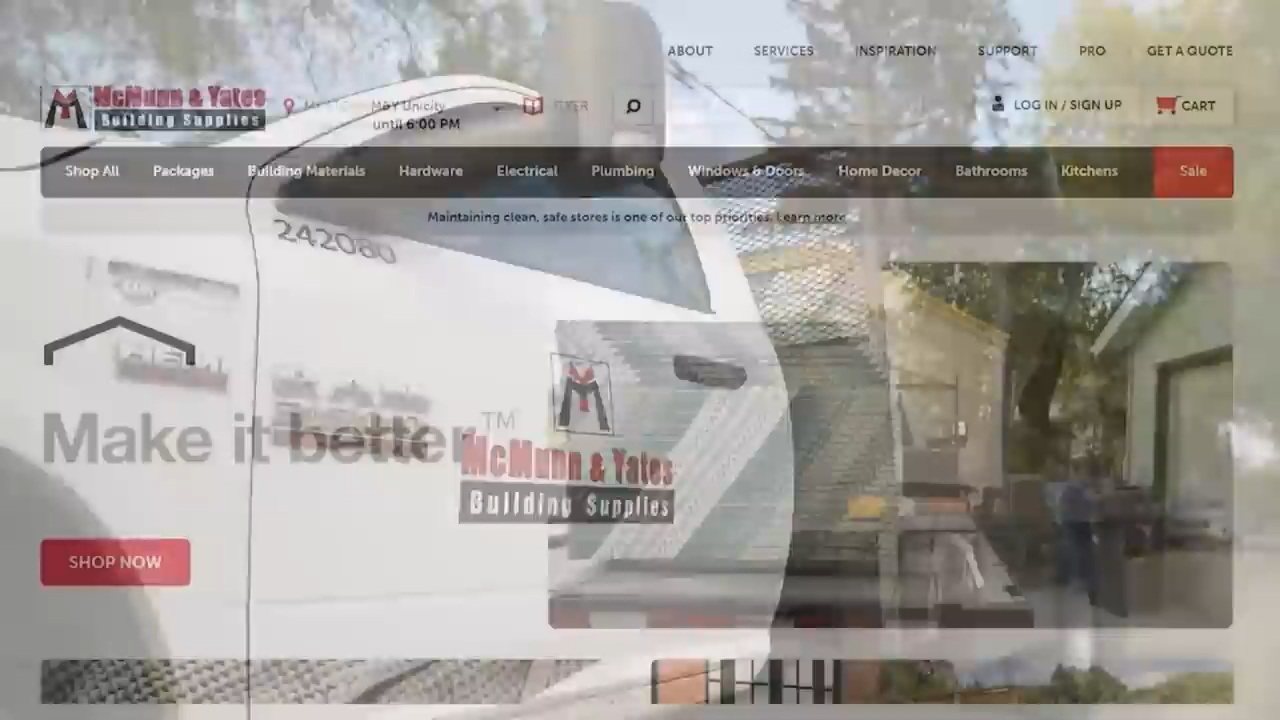 ABOUT SERVICES INSPIRATION SUPPORT PRO GET A QUOTE
McMunn & Yates
Building Supplies
M&Y Unicity
until 6:00 PM
FLYER
LOG IN / SIGN UP
CART
Shop All Packages Building Materials Hardware Electrical Plumbing Windows & Doors Home Decor Bathrooms Kitchens Sale
Maintaining clean, safe stores is one of our top priorities. Learn more
242080
Make it better™
McMunn & Yates
Building Supplies
SHOP NOW